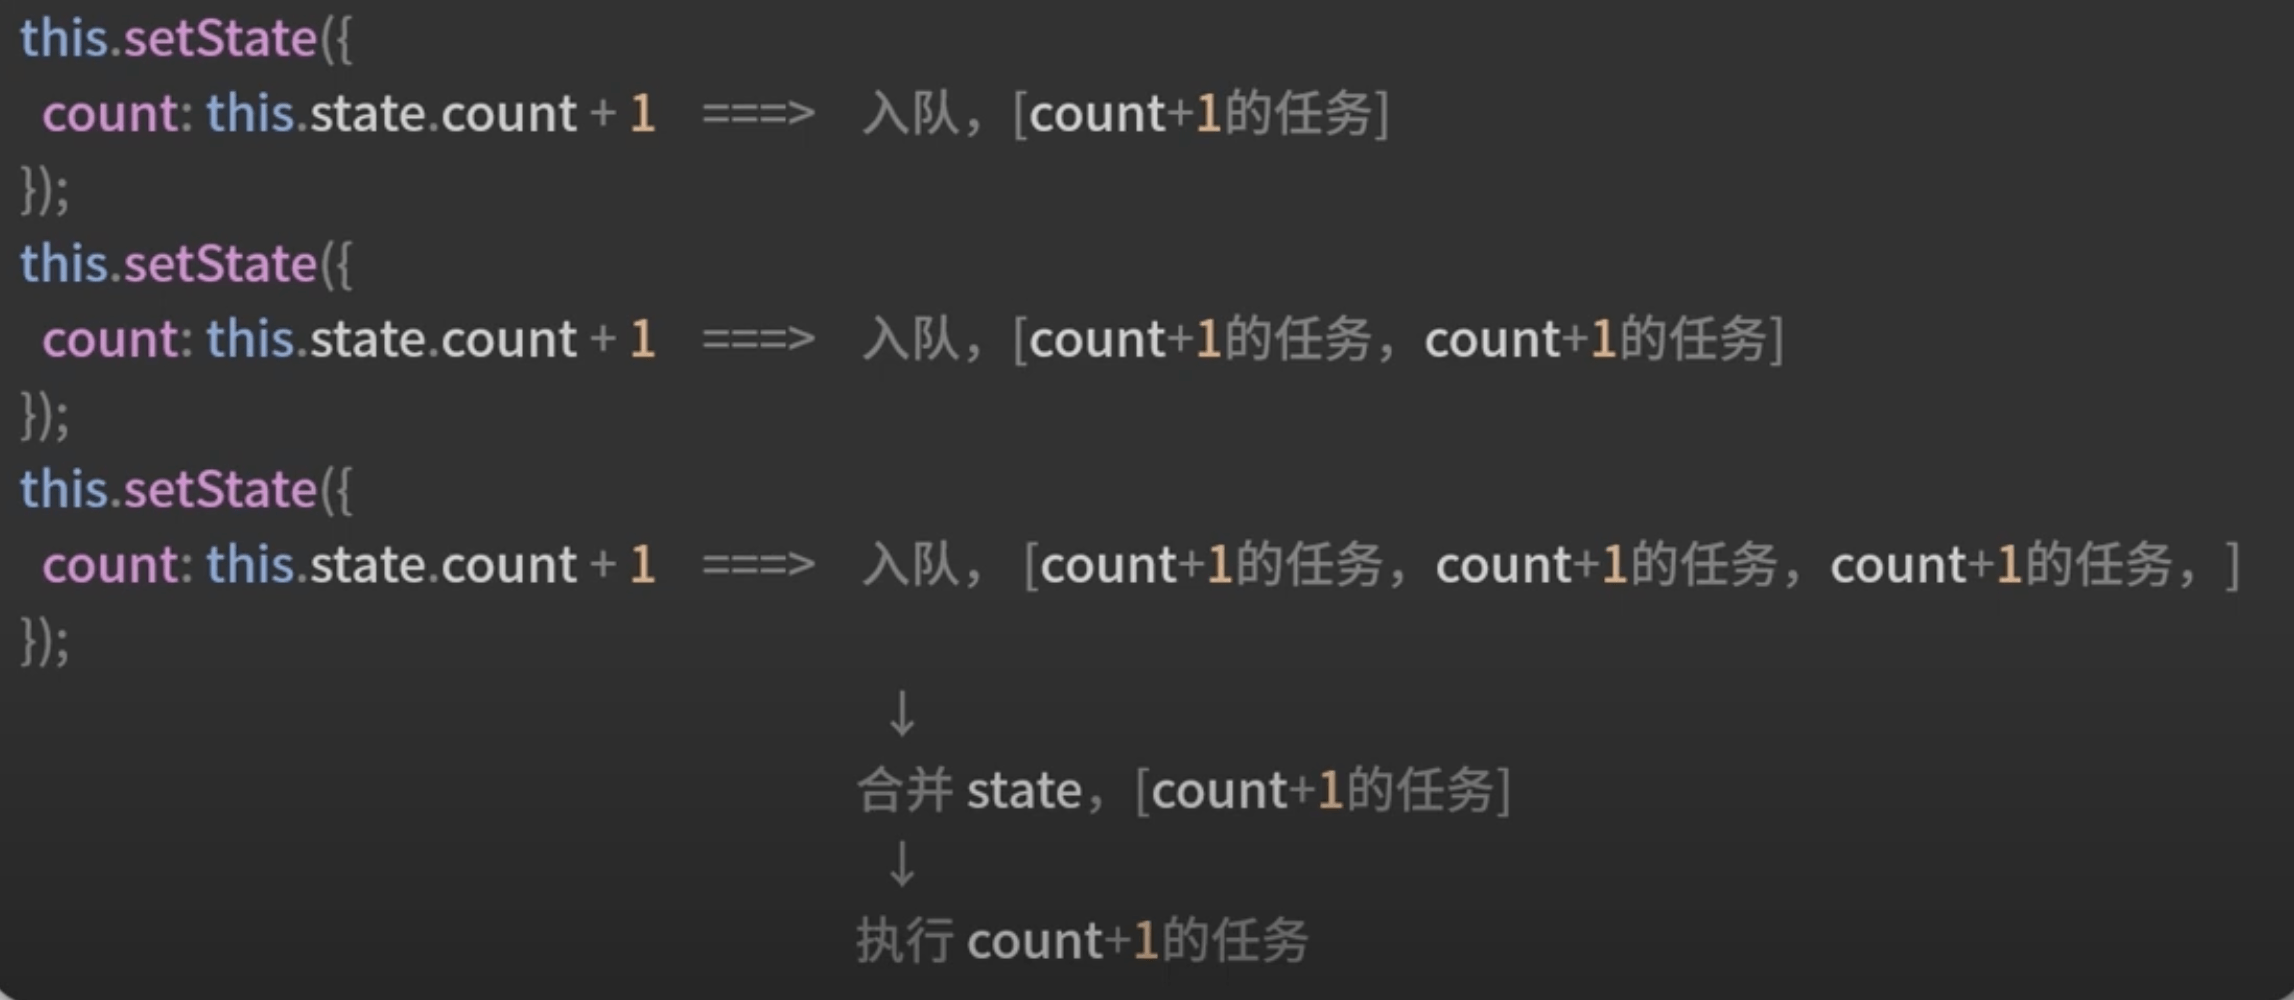 this.setState({
count: this.state.count + 1 ===> 入队，[count+1的任务]
});
this.setState({
count: this.state.count + 1 ===> 入队，[count+1的任务，count+1的任务]
});
this.setState({
count: this.state.count + 1 ===> 入队， [count+1的任务，count+1的任务，count+1的任务，]
});
↓
合并 state，[count+1的任务]
↓
执行 count+1的任务